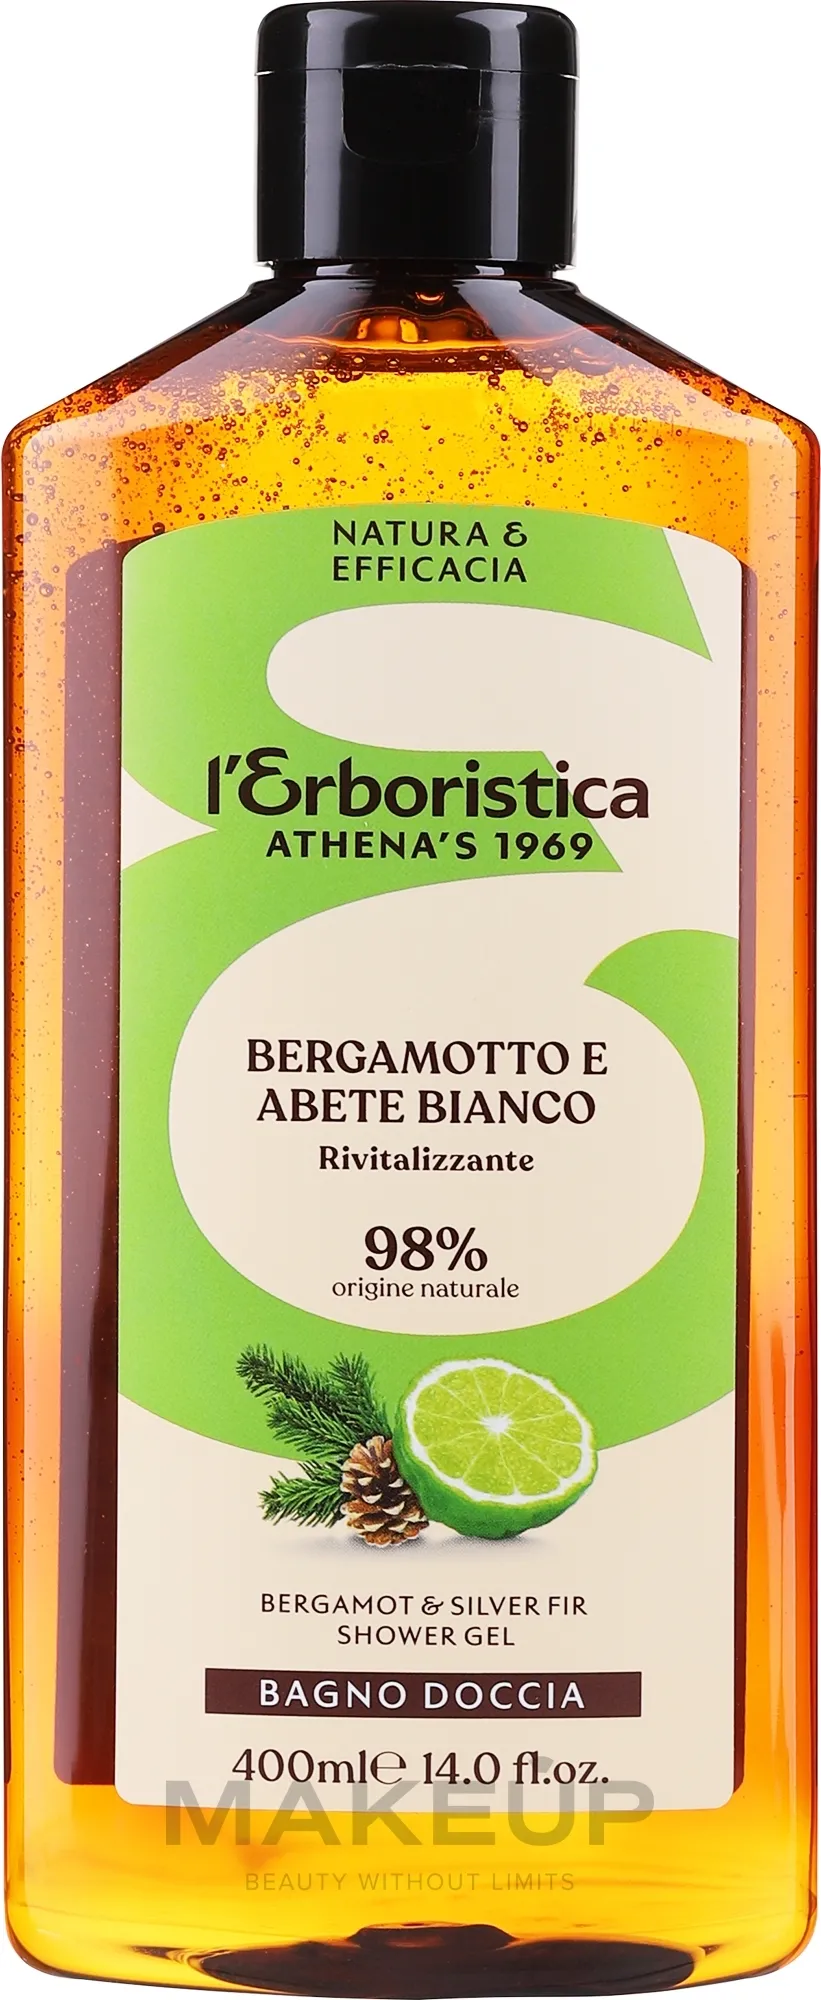 NATURA &
EFFICACIA
l'Erboristica
ATHENA'S 1969
BERGAMOTTO E
ABETE BIANCO
Rivitalizzante
98%
origine naturale
BERGAMOT & SILVER FIR
SHOWER GEL
BAGNO DOCCIA
400ml℮ 14.0 fl.oz.
MAKEUP
BEAUTY WITHOUT LIMITS